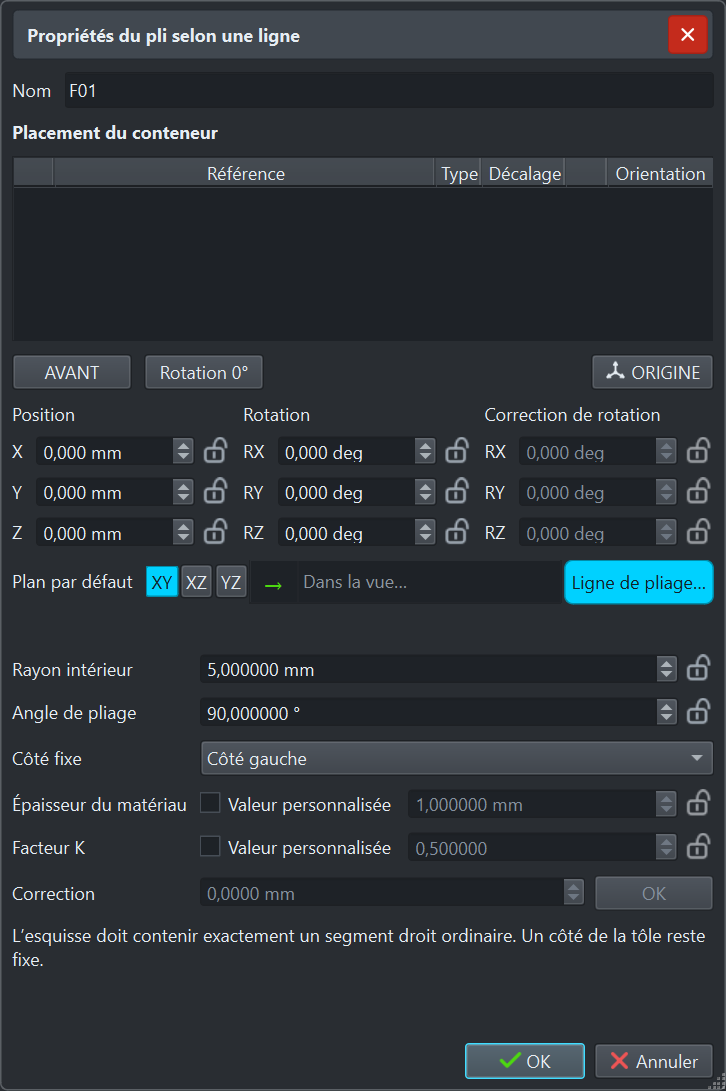 Propriétés du pli selon une ligne
Nom F01
Placement du conteneur
Référence Type Décalage Orientation
AVANT Rotation 0° ORIGINE
Position Rotation Correction de rotation
X 0,000 mm RX 0,000 deg RX 0,000 deg
Y 0,000 mm RY 0,000 deg RY 0,000 deg
Z 0,000 mm RZ 0,000 deg RZ 0,000 deg
Plan par défaut XY XZ YZ → Dans la vue... Ligne de pliage...
Rayon intérieur 5,000000 mm
Angle de pliage 90,000000 °
Côté fixe Côté gauche
Épaisseur du matériau Valeur personnalisée 1,000000 mm
Facteur K Valeur personnalisée 0,500000
Correction 0,0000 mm OK
L’esquisse doit contenir exactement un segment droit ordinaire. Un côté de la tôle reste
fixe.
OK Annuler